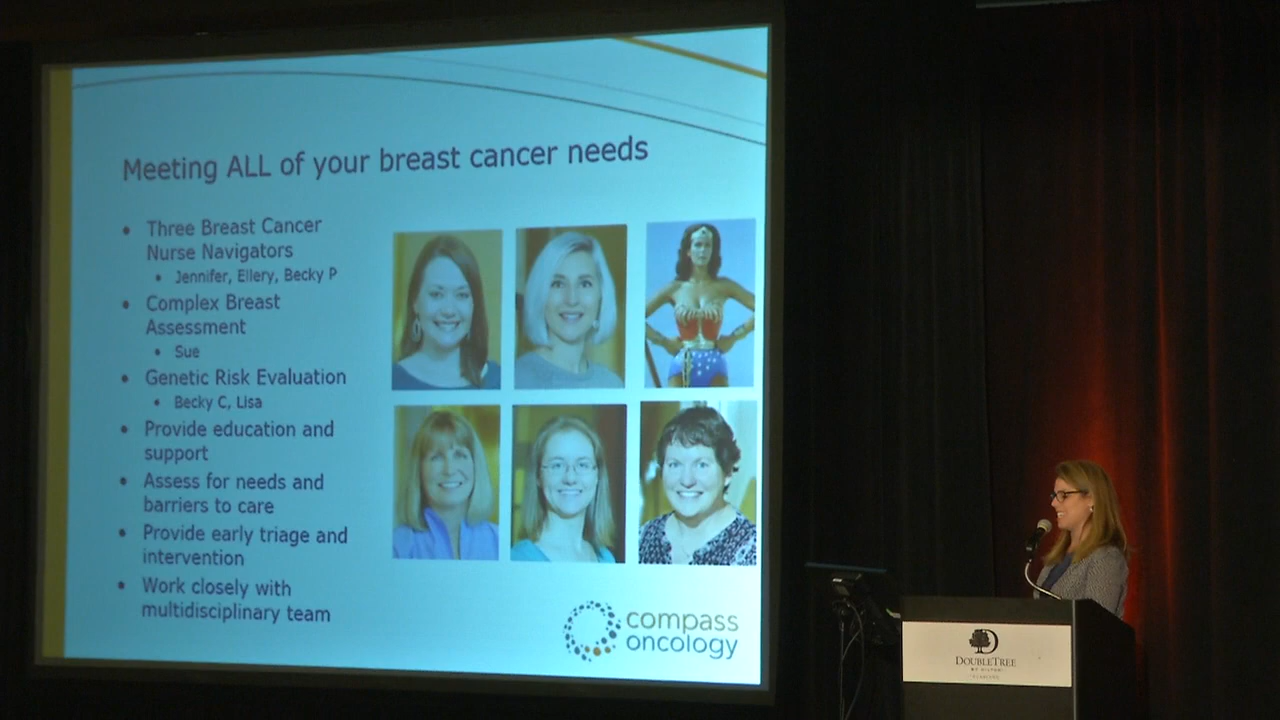 Meeting ALL of your breast cancer needs
• Three Breast Cancer
Nurse Navigators
• Jennifer, Ellery, Becky P
• Complex Breast
Assessment
• Sue
• Genetic Risk Evaluation
• Becky C, Lisa
• Provide education and
support
• Assess for needs and
barriers to care
• Provide early triage and
intervention
• Work closely with
multidisciplinary team
compass
oncology
D
DOUBLETREE
BY HILTON